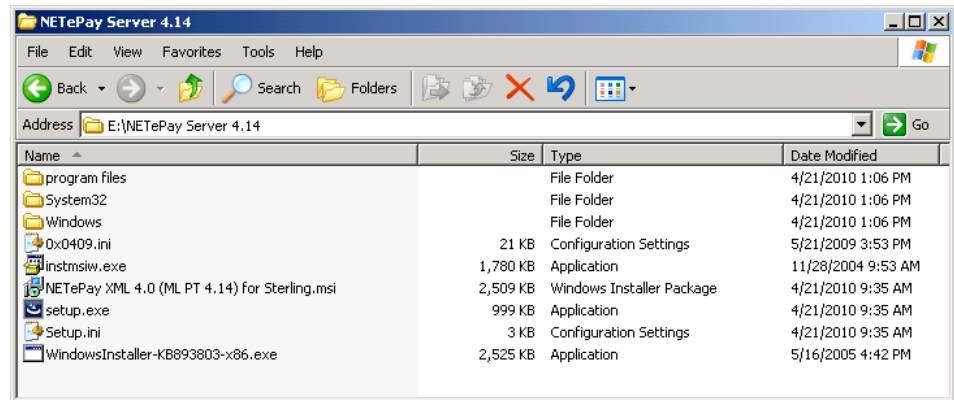 NETePay Server 4.14
File Edit View Favorites Tools Help
Back Search Folders
Address E:\NETePay Server 4.14 Go
Name Size Type Date Modified
program files File Folder 4/21/2010 1:06 PM
System32 File Folder 4/21/2010 1:06 PM
Windows File Folder 4/21/2010 1:06 PM
0x0409.ini 21 KB Configuration Settings 5/21/2009 3:53 PM
instmsiw.exe 1,780 KB Application 11/28/2004 9:53 AM
NETePay XML 4.0 (ML PT 4.14) for Sterling.msi 2,509 KB Windows Installer Package 4/21/2010 9:35 AM
setup.exe 999 KB Application 4/21/2010 9:35 AM
Setup.ini 3 KB Configuration Settings 4/21/2010 9:35 AM
WindowsInstaller-KB893803-x86.exe 2,525 KB Application 5/16/2005 4:42 PM